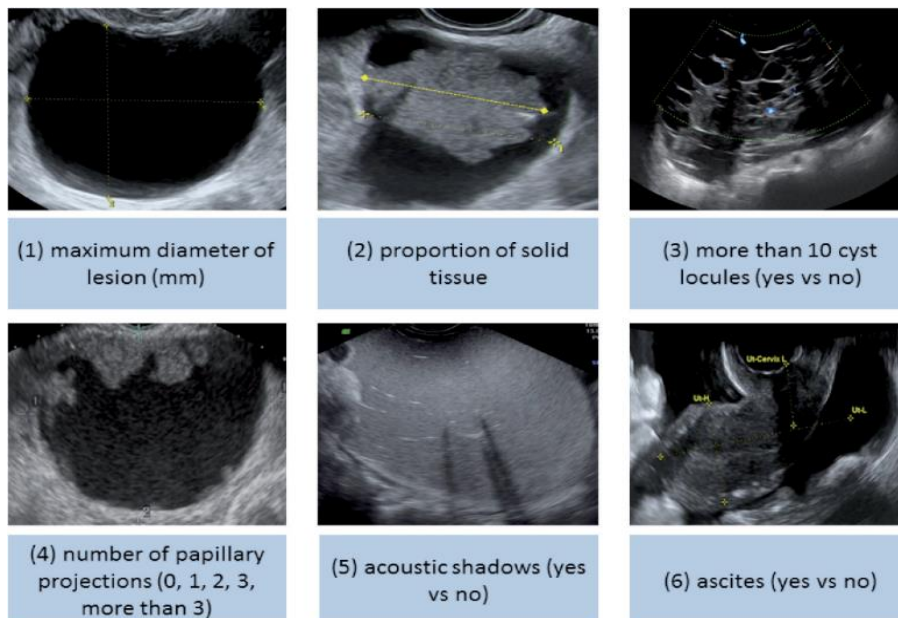 (1) maximum diameter of
lesion (mm)
(2) proportion of solid
tissue
(3) more than 10 cyst
locules (yes vs no)
1
2
Ut-Cervix L
Ut-H
Ut-L
(4) number of papillary
projections (0, 1, 2, 3,
more than 3)
(5) acoustic shadows (yes
vs no)
(6) ascites (yes vs no)